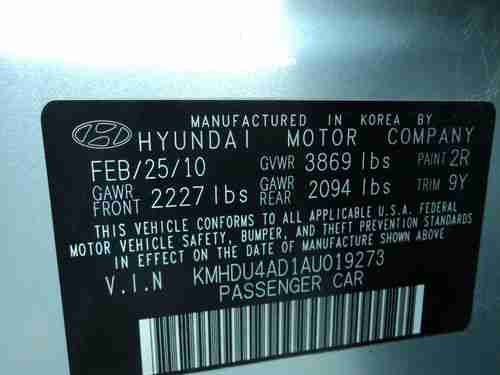 MANUFACTURED IN KOREA BY
HYUNDAI MOTOR COMPANY
FEB/25/10 GVWR 3869 lbs PAINT 2R
GAWR FRONT 2227 lbs GAWR REAR 2094 lbs TRIM 9Y
THIS VEHICLE CONFORMS TO ALL APPLICABLE U.S.A. FEDERAL
MOTOR VEHICLE SAFETY, BUMPER, AND THEFT PREVENTION STANDARDS
IN EFFECT ON THE DATE OF MANUFACTURE SHOWN ABOVE
V.I.N KMHDU4AD1AU019273
PASSENGER CAR